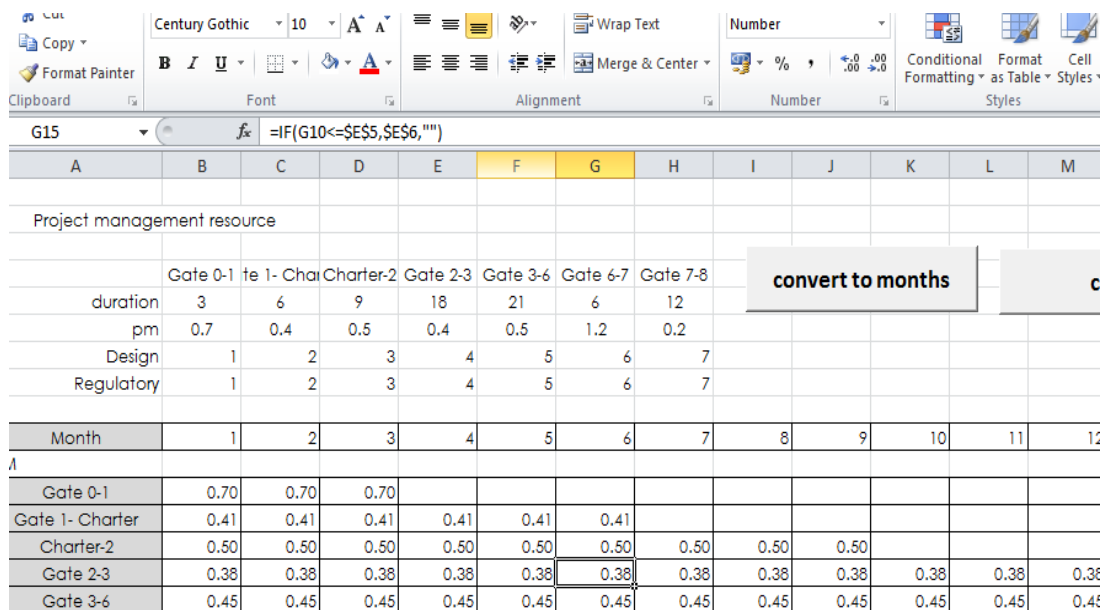 Cut
Copy
Format Painter
Clipboard
Century Gothic 10 A A
B I U A
Font
Wrap Text
Merge & Center
Alignment
Number
% , .0 .00 .00 .0
Number
Conditional Formatting
Format as Table
Cell Styles
Styles
G15 fx =IF(G10<=$E$5,$E$6,"")
A B C D E F G H I J K L M
Project management resource
Gate 0-1 te 1- Char Charter-2 Gate 2-3 Gate 3-6 Gate 6-7 Gate 7-8
convert to months c
duration 3 6 9 18 21 6 12
pm 0.7 0.4 0.5 0.4 0.5 1.2 0.2
Design 1 2 3 4 5 6 7
Regulatory 1 2 3 4 5 6 7
Month 1 2 3 4 5 6 7 8 9 10 11 12
Gate 0-1 0.70 0.70 0.70
Gate 1- Charter 0.41 0.41 0.41 0.41 0.41 0.41
Charter-2 0.50 0.50 0.50 0.50 0.50 0.50 0.50 0.50 0.50
Gate 2-3 0.38 0.38 0.38 0.38 0.38 0.38 0.38 0.38 0.38 0.38 0.38 0.38
Gate 3-6 0.45 0.45 0.45 0.45 0.45 0.45 0.45 0.45 0.45 0.45 0.45 0.45